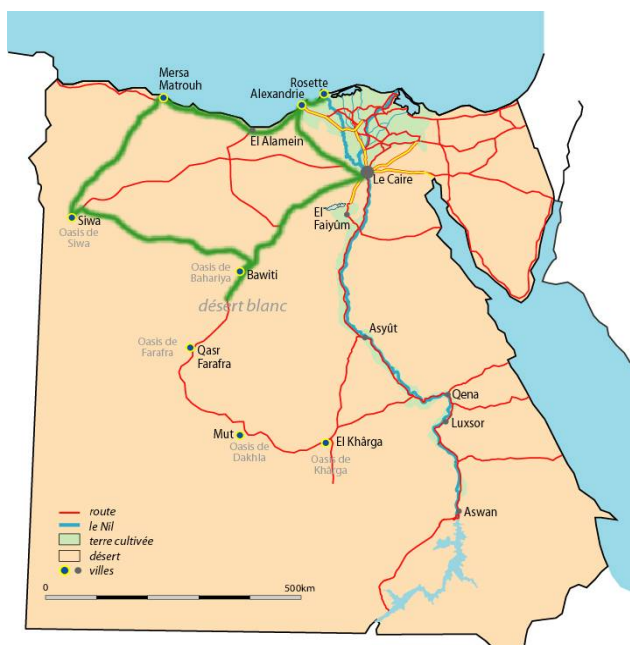 Mersa
Matrouh
Rosette
Alexandrie
El Alamein
Le Caire
El
Faiyûm
Siwa
Oasis de
Siwa
Oasis de
Bahariya
Bawiti
désert blanc
Asyût
Oasis de
Farafra
Qasr
Farafra
Qena
Luxsor
Mut
Oasis de
Dakhla
El Khârga
Oasis de
Khârga
Aswan
route
le Nil
terre cultivée
désert
villes
0
500km